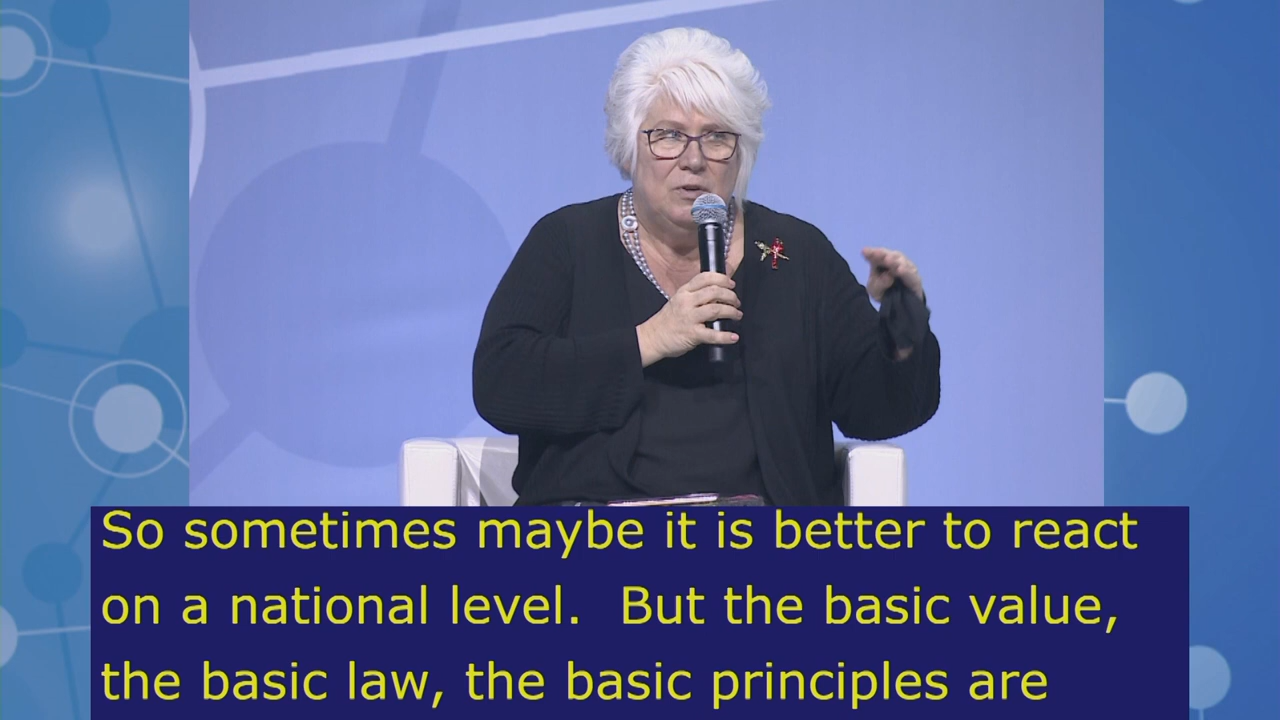 So sometimes maybe it is better to react
on a national level.  But the basic value,
the basic law, the basic principles are